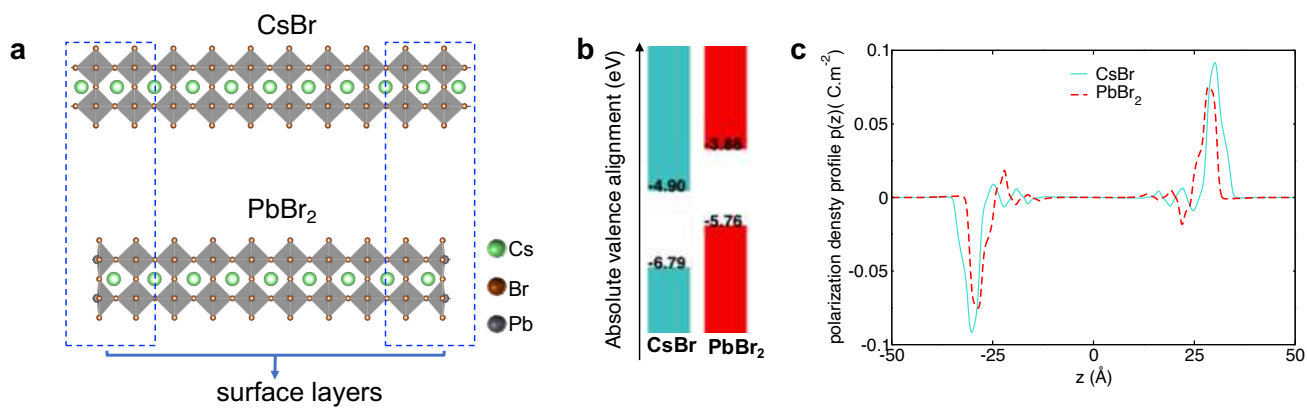 a
CsBr
PbBr2
Cs
Br
Pb
surface layers
b
Absolute valence alignment (eV)
-3.88
-4.90
-5.76
-6.79
CsBr
PbBr2
c
polarization density profile p(z)( C.m-2)
0.1
0.05
0
-0.05
-0.1
CsBr
PbBr2
-50
-25
0
25
50
z (Å)